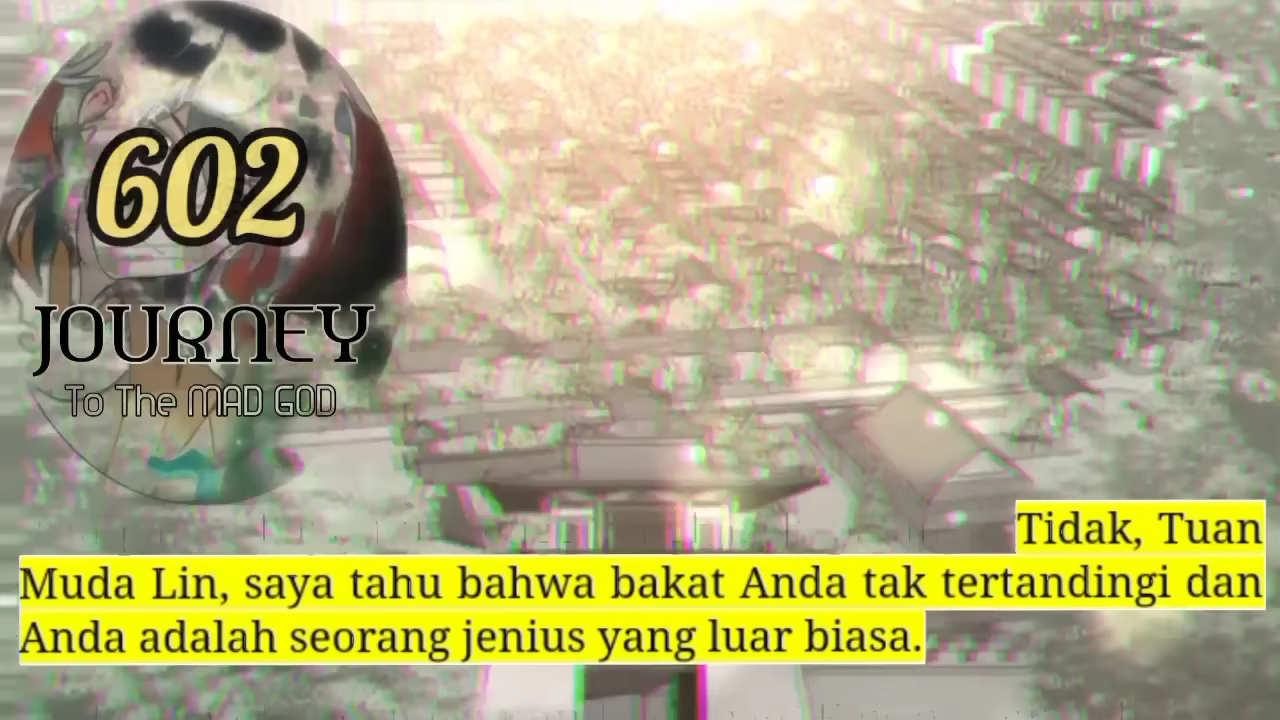 602
JOURNEY
To The MAD GOD
Tidak, Tuan
Muda Lin, saya tahu bahwa bakat Anda tak tertandingi dan
Anda adalah seorang jenius yang luar biasa.